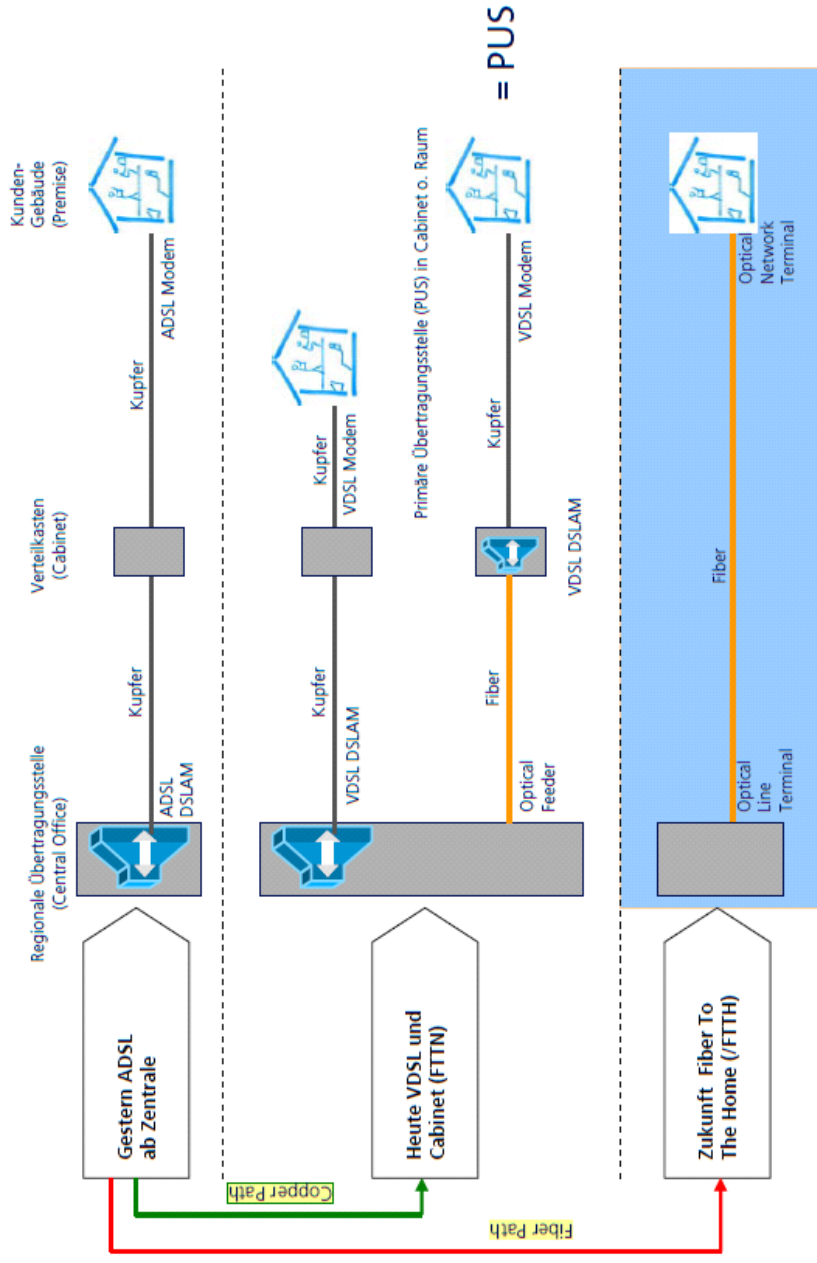 Regionale Übertragungsstelle
(Central Office)
Verteilkasten
(Cabinet)
Kunden-
Gebäude
(Premise)
Gestern ADSL
ab Zentrale
ADSL
DSLAM
Kupfer
Kupfer
ADSL Modem
Copper Path
Fiber Path
Heute VDSL und
Cabinet (FTTN)
VDSL DSLAM
Kupfer
Kupfer
VDSL Modem
Primäre Übertragungsstelle (PUS) in Cabinet o. Raum
= PUS
Optical
Feeder
Fiber
VDSL DSLAM
Kupfer
VDSL Modem
Zukunft Fiber To
The Home (/FTTH)
Optical
Line
Terminal
Fiber
Optical
Network
Terminal